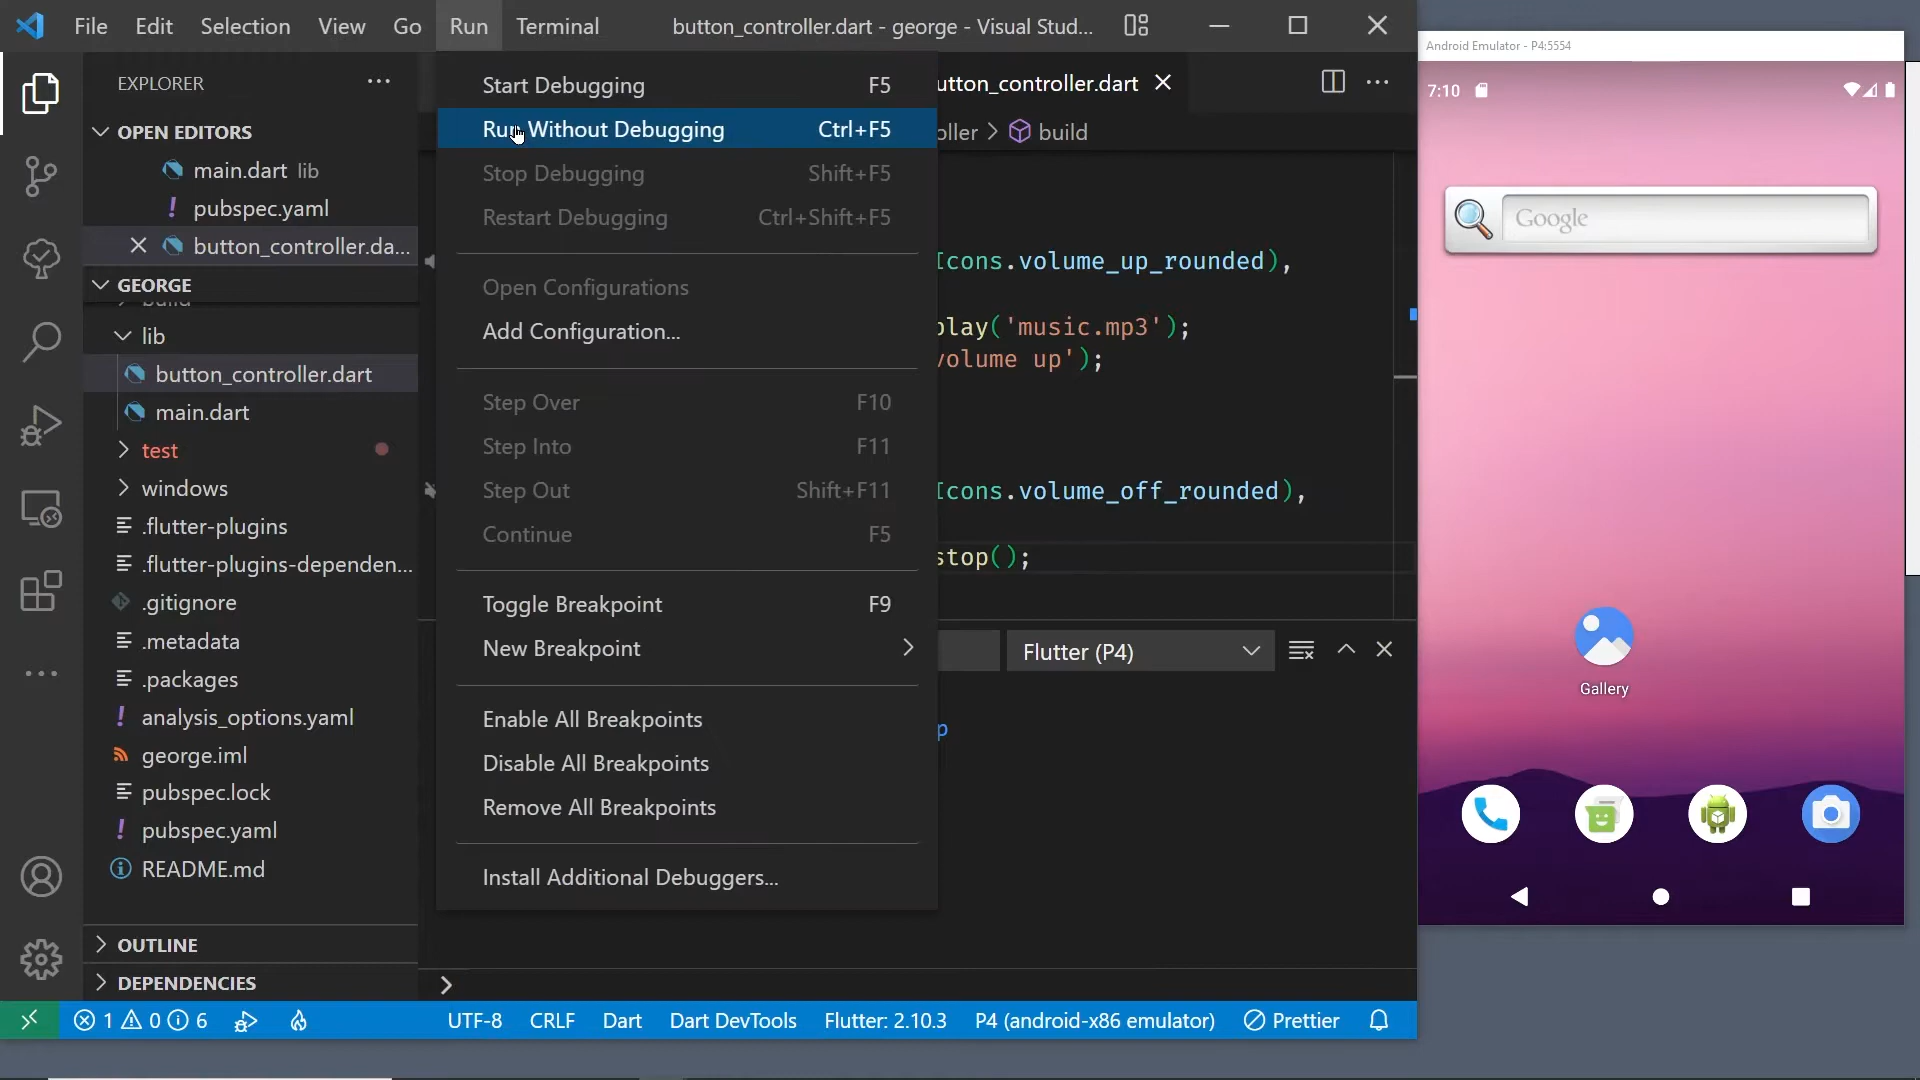 File Edit Selection View Go Run Terminal button_controller.dart - george - Visual Stud...
EXPLORER
OPEN EDITORS
main.dart lib
pubspec.yaml
button_controller.da...
GEORGE
build
lib
button_controller.dart
main.dart
test
windows
.flutter-plugins
.flutter-plugins-dependen...
.gitignore
.metadata
.packages
analysis_options.yaml
george.iml
pubspec.lock
pubspec.yaml
README.md
OUTLINE
DEPENDENCIES
Start Debugging F5
Run Without Debugging Ctrl+F5
Stop Debugging Shift+F5
Restart Debugging Ctrl+Shift+F5
Open Configurations
Add Configuration...
Step Over F10
Step Into F11
Step Out Shift+F11
Continue F5
Toggle Breakpoint F9
New Breakpoint
Enable All Breakpoints
Disable All Breakpoints
Remove All Breakpoints
Install Additional Debuggers...
utton_controller.dart
oller > build
Icons.volume_up_rounded),
play('music.mp3');
volume up');
Icons.volume_off_rounded),
stop();
Flutter (P4)
p
1 0 6 UTF-8 CRLF Dart Dart DevTools Flutter: 2.10.3 P4 (android-x86 emulator) Prettier
Android Emulator - P4:5554
7:10
Google
Gallery